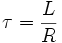 τ = L/R